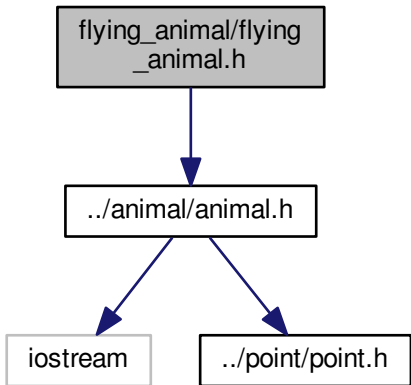 flying_animal/flying
_animal.h
../animal/animal.h
iostream
../point/point.h